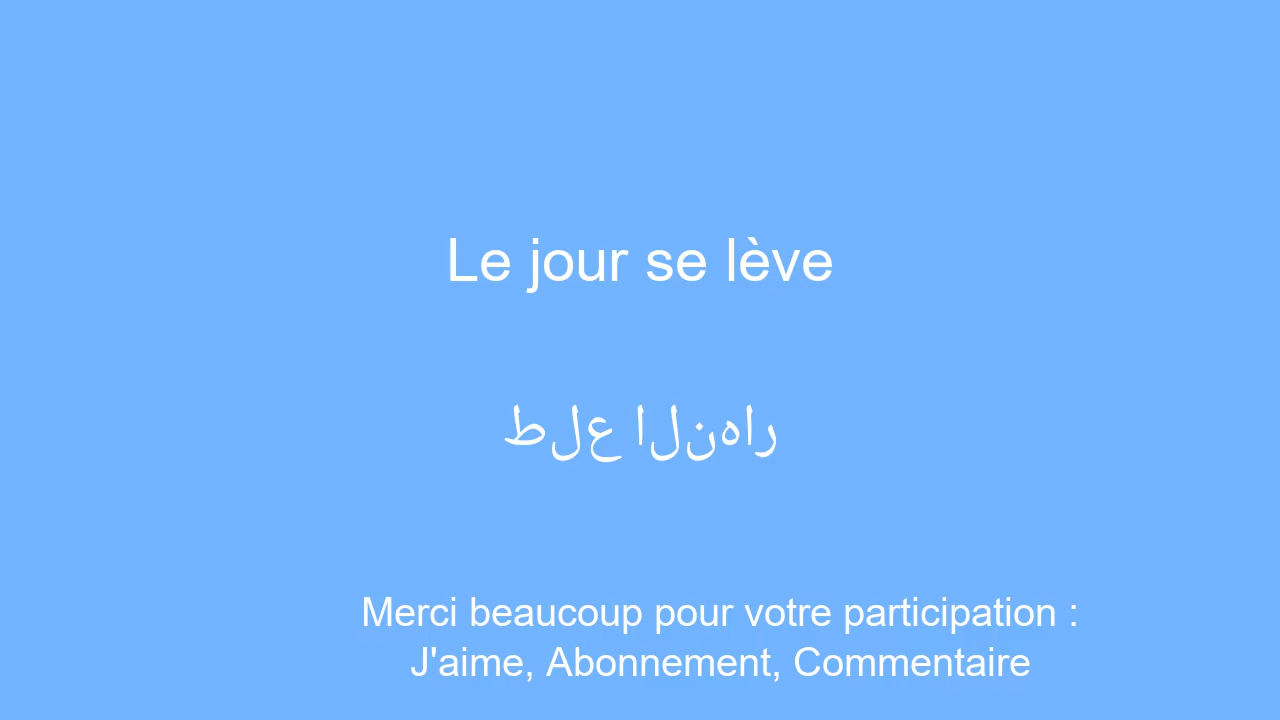 Le jour se lève
طلع النهار
Merci beaucoup pour votre participation :
J'aime, Abonnement, Commentaire